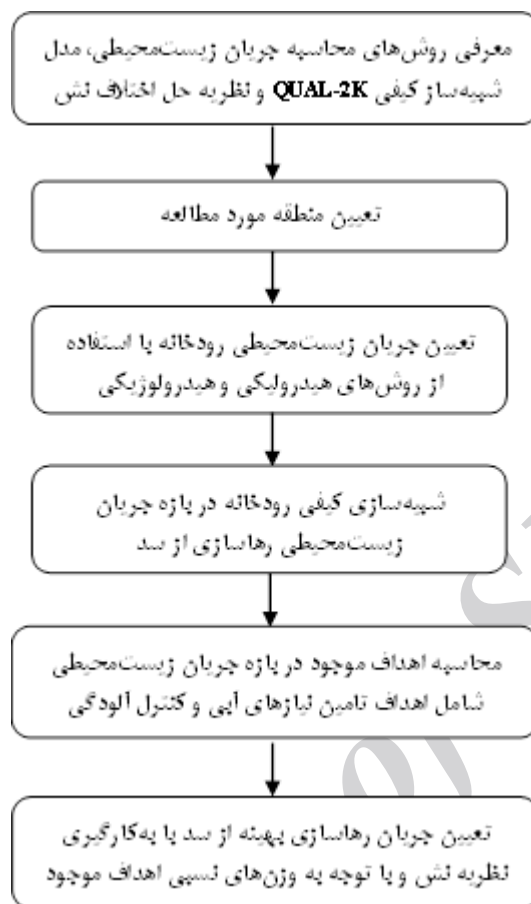 معرفی روش‌های محاسبه جریان زیست‌محیطی، مدل
شبیه‌ساز کیفی QUAL-2K و نظریه حل اختلاف نش
تعیین منطقه مورد مطالعه
تعیین جریان زیست‌محیطی رودخانه با استفاده
از روش‌های هیدرولیکی و هیدرولوژیکی
شبیه‌سازی کیفی رودخانه در بازه جریان
زیست‌محیطی رهاسازی از سد
محاسبه اهداف موجود در بازه جریان زیست‌محیطی
شامل اهداف تامین نیازهای آبی و کنترل آلودگی
تعیین جریان رهاسازی بهینه از سد با به‌کارگیری
نظریه نش و با توجه به وزن‌های نسبی اهداف موجود